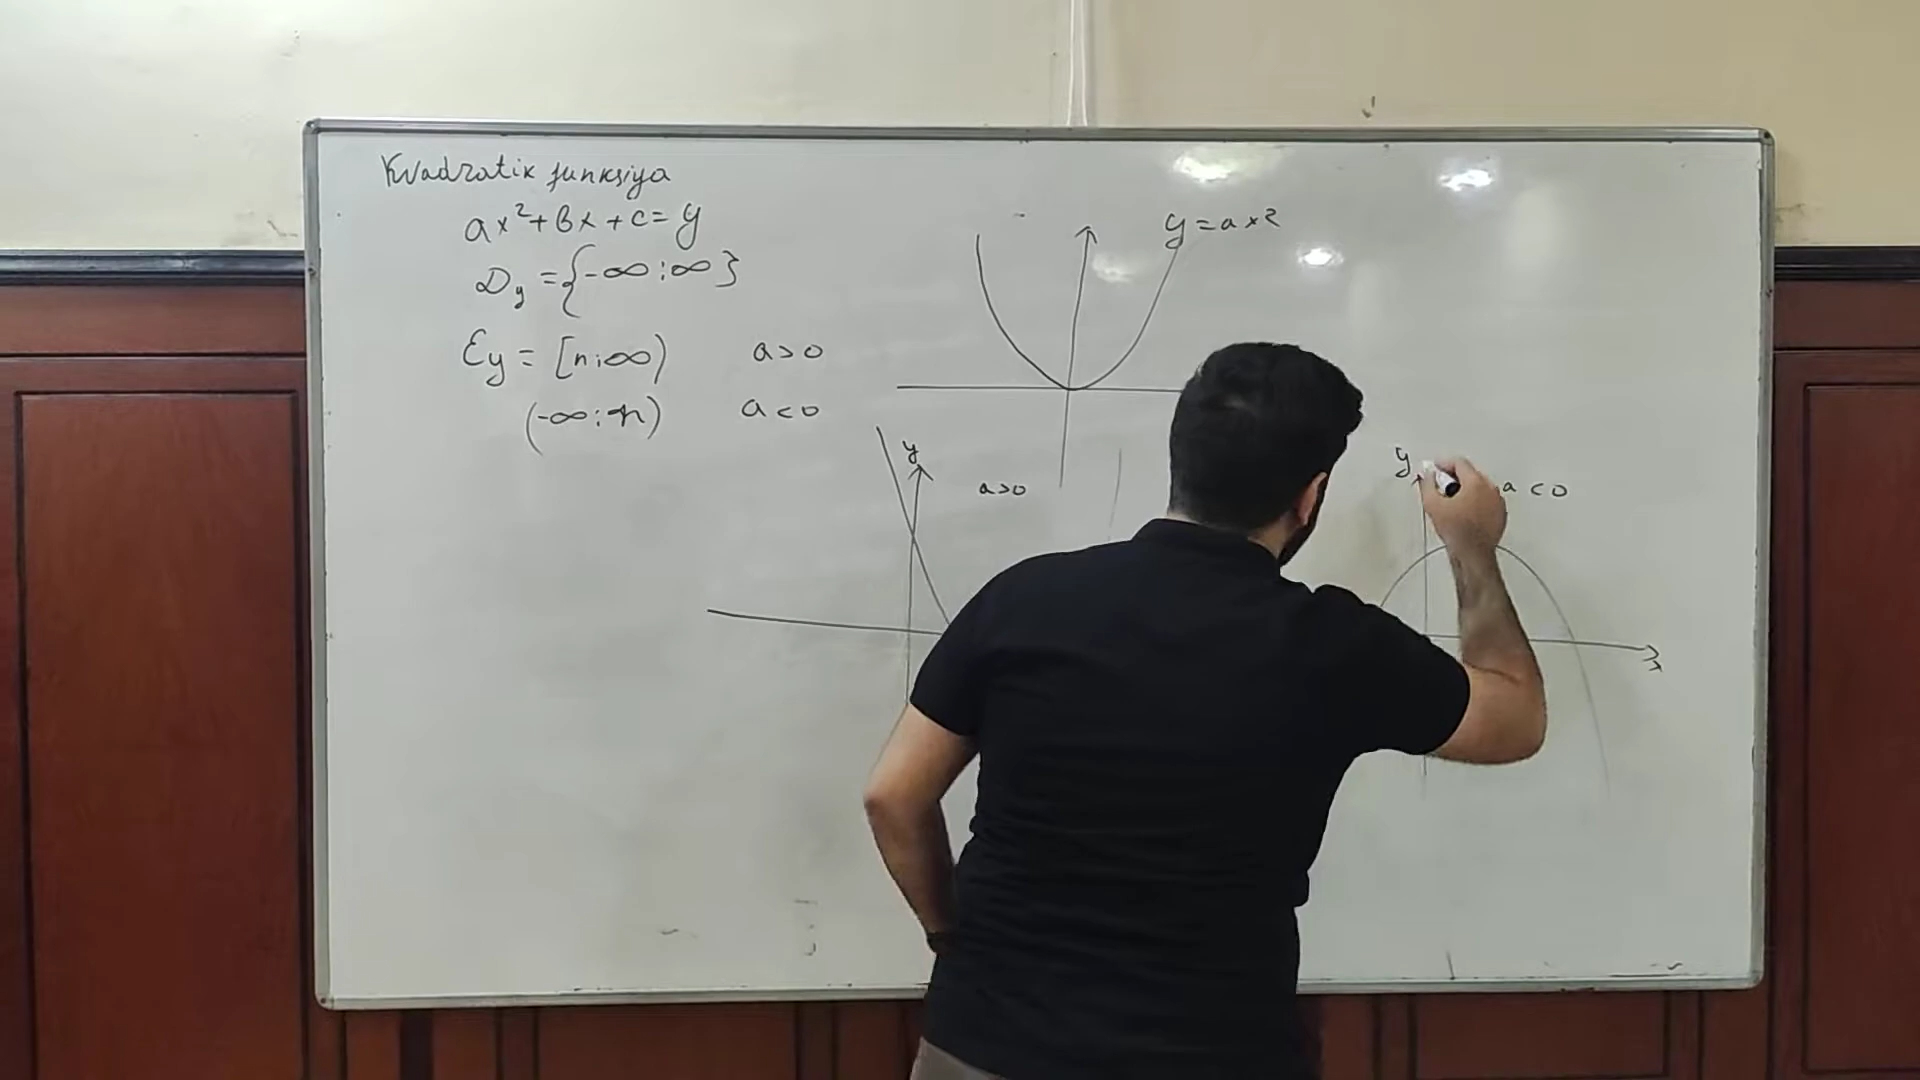 Kvadratik funksiya
ax²+bx+c=y
Dy={-∞;∞}
Ey=[n;∞) a>0
(-∞;n) a<0
y=ax²
y
a>0
y
a<0
x